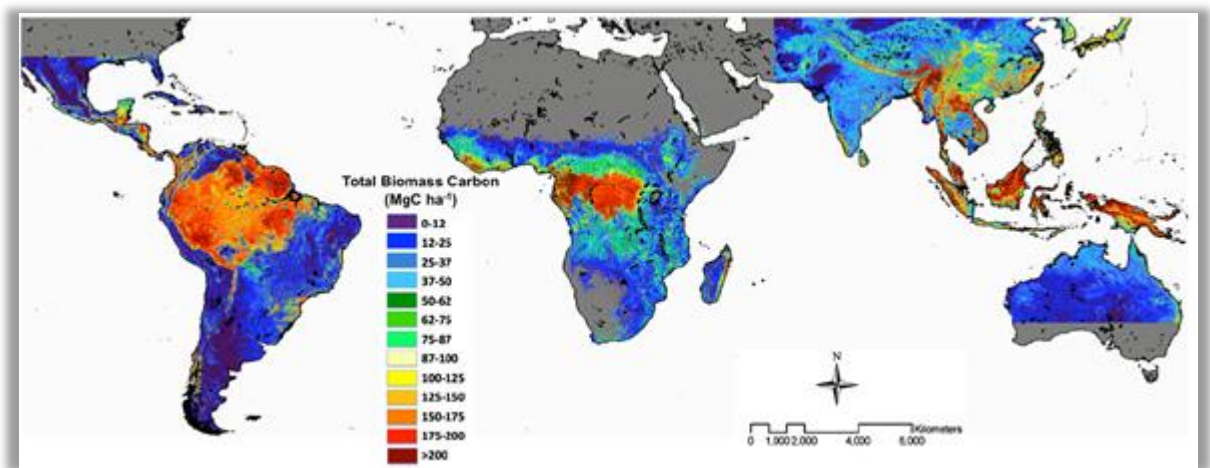 Total Biomass Carbon
(MgC ha⁻¹)
0-12
12-25
25-37
37-50
50-62
62-75
75-87
87-100
100-125
125-150
150-175
175-200
>200
N
Kilometers
0 1,000 2,000 4,000 6,000